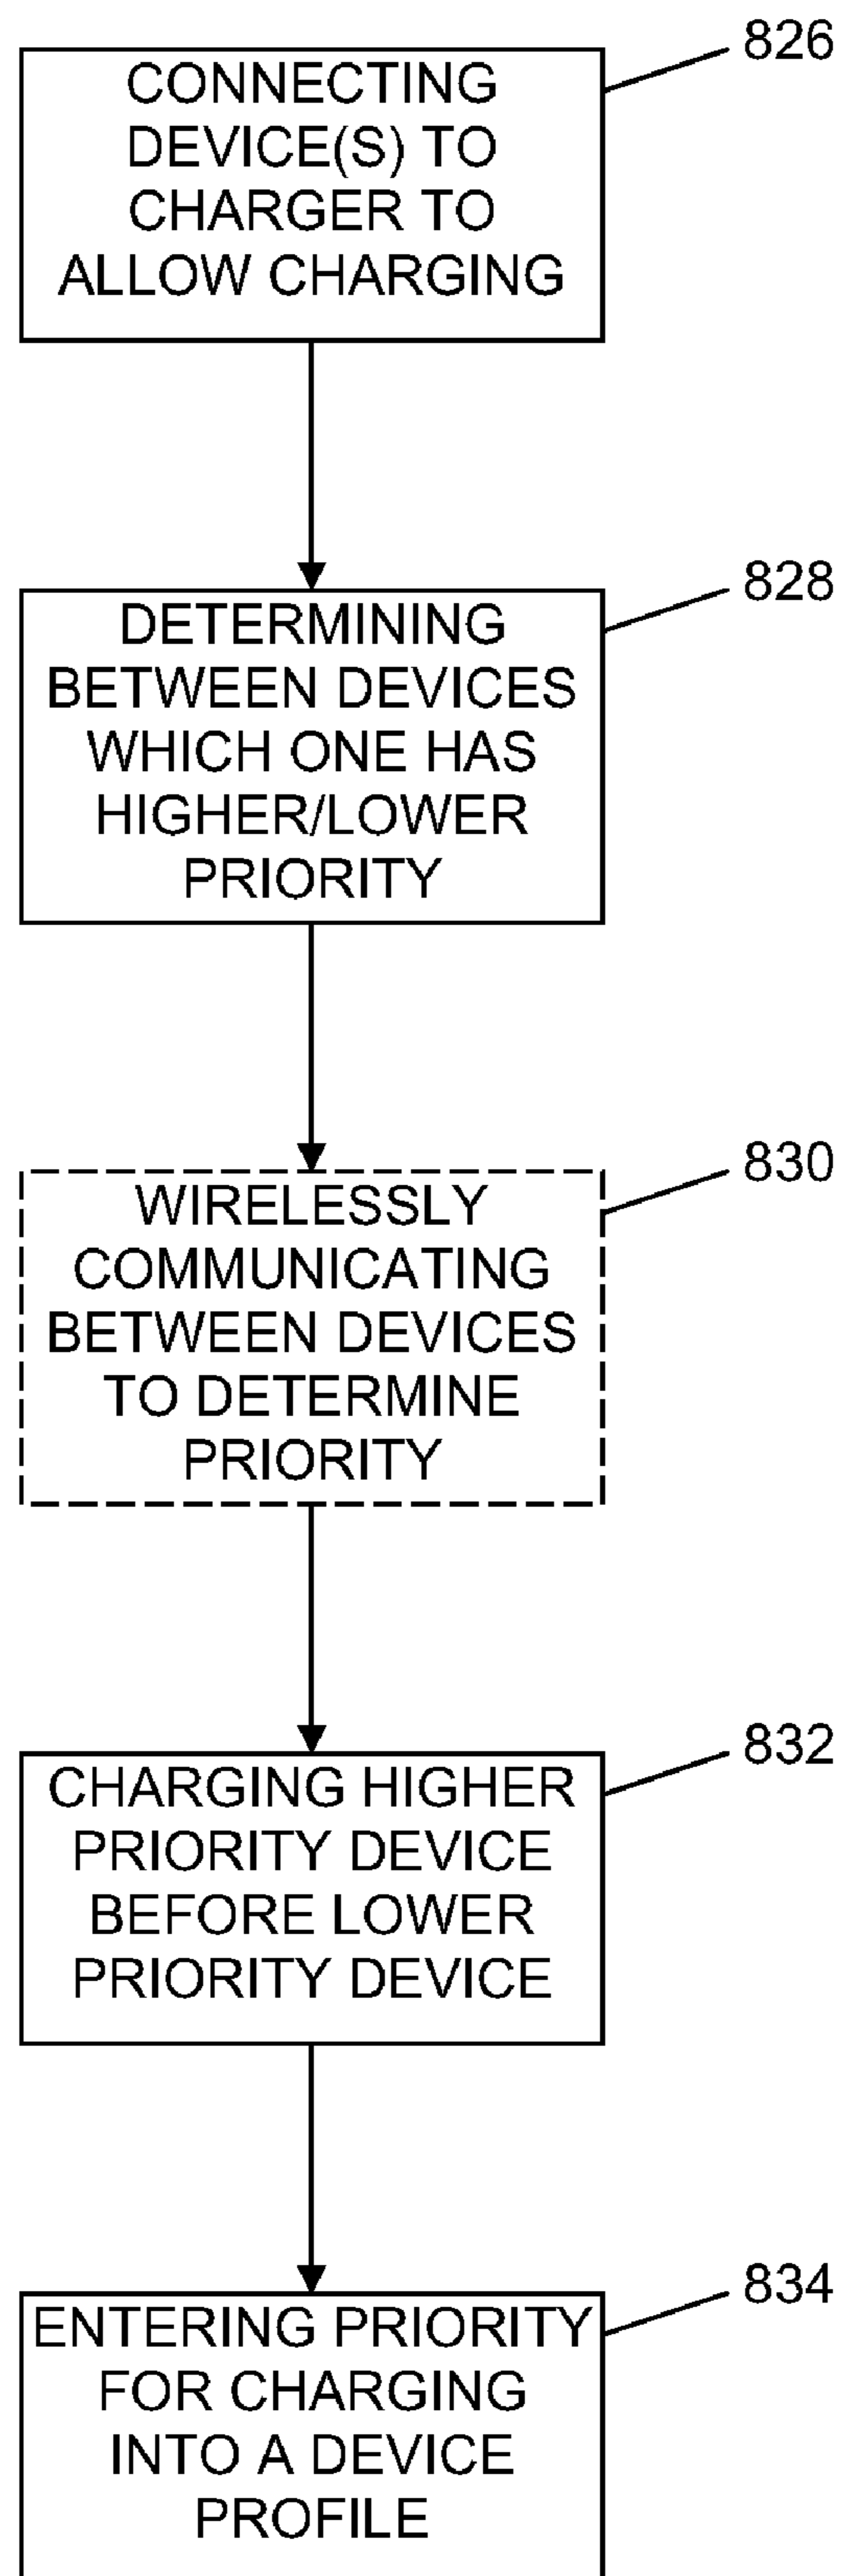 826
CONNECTING
DEVICE(S) TO
CHARGER TO
ALLOW CHARGING
828
DETERMINING
BETWEEN DEVICES
WHICH ONE HAS
HIGHER/LOWER
PRIORITY
830
WIRELESSLY
COMMUNICATING
BETWEEN DEVICES
TO DETERMINE
PRIORITY
832
CHARGING HIGHER
PRIORITY DEVICE
BEFORE LOWER
PRIORITY DEVICE
834
ENTERING PRIORITY
FOR CHARGING
INTO A DEVICE
PROFILE